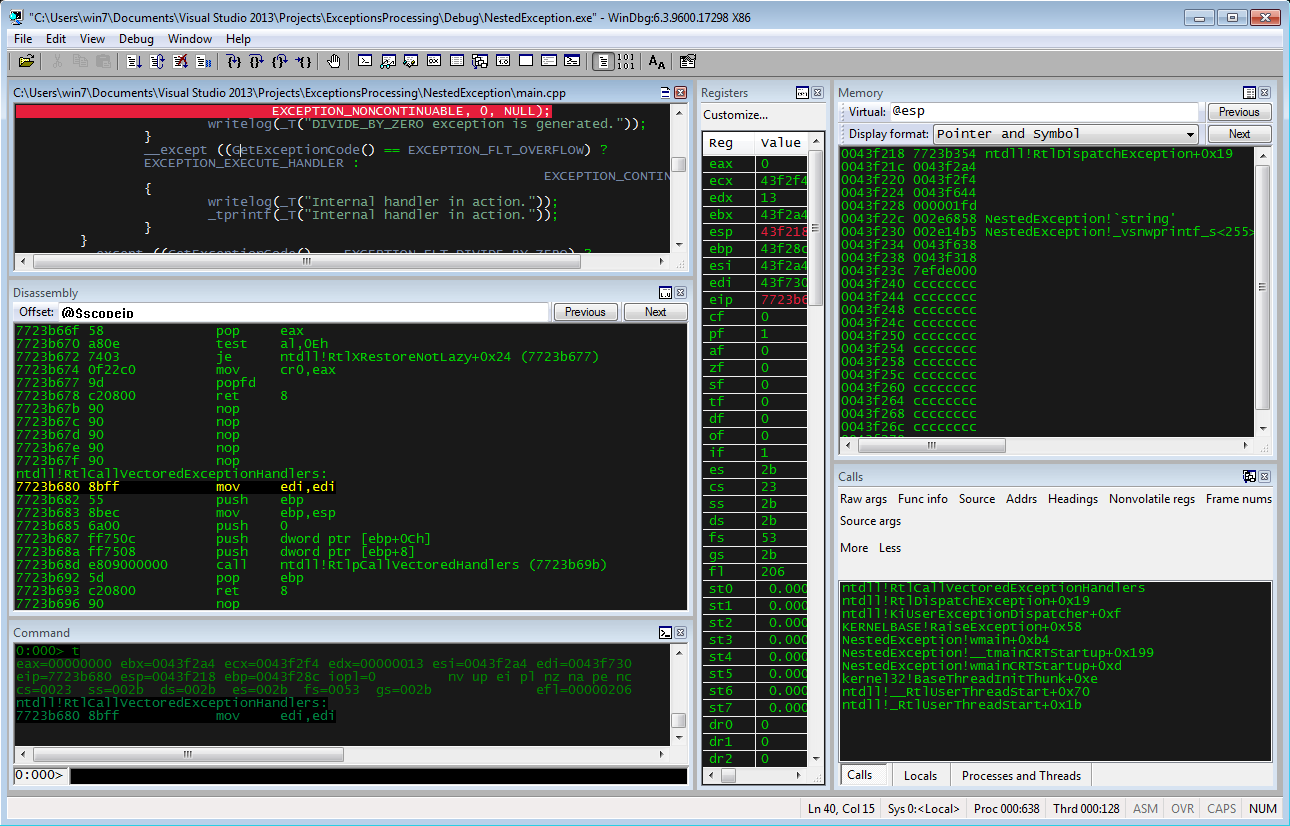 "C:\Users\win7\Documents\Visual Studio 2013\Projects\ExceptionsProcessing\Debug\NestedException.exe" - WinDbg:6.3.9600.17298 X86
File Edit View Debug Window Help
C:\Users\win7\Documents\Visual Studio 2013\Projects\ExceptionsProcessing\NestedException\main.cpp
EXCEPTION_NONCONTINUABLE, 0, NULL);
writelog(_T("DIVIDE_BY_ZERO exception is generated."));
}
__except ((GetExceptionCode() == EXCEPTION_FLT_OVERFLOW) ?
EXCEPTION_EXECUTE_HANDLER :
EXCEPTION_CONTIN
{
writelog(_T("Internal handler in action."));
_tprintf(_T("Internal handler in action."));
}
}
Disassembly
Offset: @$scopeip Previous Next
7723b66f 58 pop eax
7723b670 a80e test al,0Eh
7723b672 7403 je ntdll!RtlXRestoreNotLazy+0x24 (7723b677)
7723b674 0f22c0 mov cr0,eax
7723b677 9d popfd
7723b678 c20800 ret 8
7723b67b 90 nop
7723b67c 90 nop
7723b67d 90 nop
7723b67e 90 nop
7723b67f 90 nop
ntdll!RtlCallVectoredExceptionHandlers:
7723b680 8bff mov edi,edi
7723b682 55 push ebp
7723b683 8bec mov ebp,esp
7723b685 6a00 push 0
7723b687 ff750c push dword ptr [ebp+0Ch]
7723b68a ff7508 push dword ptr [ebp+8]
7723b68d e809000000 call ntdll!RtlpCallVectoredHandlers (7723b69b)
7723b692 5d pop ebp
7723b693 c20800 ret 8
7723b696 90 nop
Command
0:000> t
eax=00000000 ebx=0043f2a4 ecx=0043f2f4 edx=00000013 esi=0043f2a4 edi=0043f730
eip=7723b680 esp=0043f218 ebp=0043f28c iopl=0 nv up ei pl nz na pe nc
cs=0023 ss=002b ds=002b es=002b fs=0053 gs=002b efl=00000206
ntdll!RtlCallVectoredExceptionHandlers:
7723b680 8bff mov edi,edi
0:000>
Registers
Customize...
Reg Value
eax 0
ecx 43f2f4
edx 13
ebx 43f2a4
esp 43f218
ebp 43f28c
esi 43f2a4
edi 43f730
eip 7723b6
cf 0
pf 1
af 0
zf 0
sf 0
tf 0
df 0
of 0
if 1
es 2b
cs 23
ss 2b
ds 2b
fs 53
gs 2b
fl 206
st0 0.000
st1 0.000
st2 0.000
st3 0.000
st4 0.000
st5 0.000
st6 0.000
st7 0.000
dr0 0
dr1 0
dr2 0
Memory
Virtual: @esp Previous
Display format: Pointer and Symbol Next
0043f218 7723b354 ntdll!RtlDispatchException+0x19
0043f21c 0043f2a4
0043f220 0043f2f4
0043f224 0043f644
0043f228 000001fd
0043f22c 002e6858 NestedException!`string'
0043f230 002e14b5 NestedException!_vsnwprintf_s<255>
0043f234 0043f638
0043f238 0043f318
0043f23c 7efde000
0043f240 cccccccc
0043f244 cccccccc
0043f248 cccccccc
0043f24c cccccccc
0043f250 cccccccc
0043f254 cccccccc
0043f258 cccccccc
0043f25c cccccccc
0043f260 cccccccc
0043f264 cccccccc
0043f268 cccccccc
0043f26c cccccccc
Calls
Raw args Func info Source Addrs Headings Nonvolatile regs Frame nums
Source args
More Less
ntdll!RtlCallVectoredExceptionHandlers
ntdll!RtlDispatchException+0x19
ntdll!KiUserExceptionDispatcher+0xf
KERNELBASE!RaiseException+0x58
NestedException!wmain+0xb4
NestedException!__tmainCRTStartup+0x199
NestedException!wmainCRTStartup+0xd
kernel32!BaseThreadInitThunk+0xe
ntdll!__RtlUserThreadStart+0x70
ntdll!_RtlUserThreadStart+0x1b
Calls Locals Processes and Threads
Ln 40, Col 15 Sys 0:<Local> Proc 000:638 Thrd 000:128 ASM OVR CAPS NUM